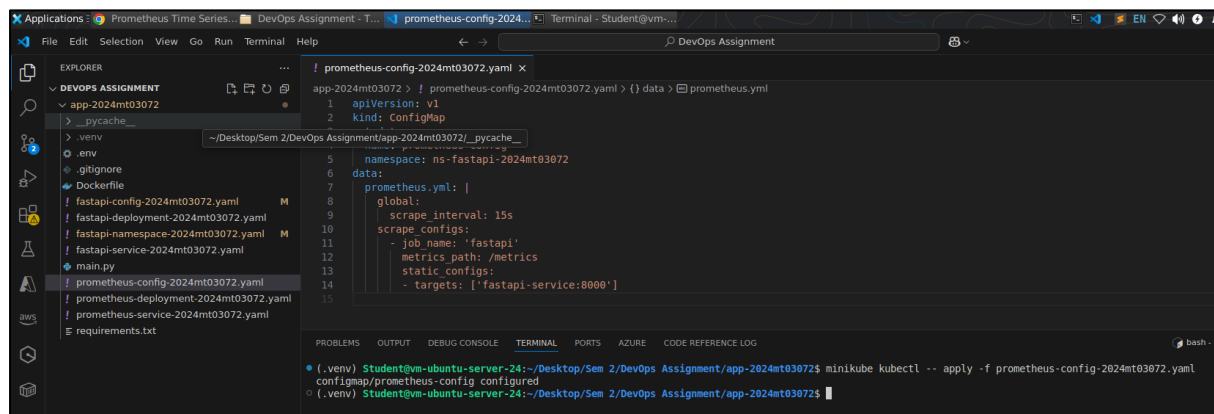 Applications
Prometheus Time Series...
DevOps Assignment - T...
prometheus-config-2024...
Terminal - Student@vm-...
EN
File Edit Selection View Go Run Terminal Help
DevOps Assignment
EXPLORER
DEVOPS ASSIGNMENT
app-2024mt03072
__pycache__
~/Desktop/Sem 2/DevOps Assignment/app-2024mt03072/__pycache__
.venv
.env
.gitignore
Dockerfile
fastapi-config-2024mt03072.yaml M
fastapi-deployment-2024mt03072.yaml
fastapi-namespace-2024mt03072.yaml M
fastapi-service-2024mt03072.yaml
main.py
prometheus-config-2024mt03072.yaml
prometheus-deployment-2024mt03072.yaml
prometheus-service-2024mt03072.yaml
requirements.txt
aws
2
! prometheus-config-2024mt03072.yaml ×
app-2024mt03072 > ! prometheus-config-2024mt03072.yaml > {} data > prometheus.yml
1 apiVersion: v1
2 kind: ConfigMap
5 namespace: ns-fastapi-2024mt03072
6 data:
7 prometheus.yml: |
8 global:
9 scrape_interval: 15s
10 scrape_configs:
11 - job_name: 'fastapi'
12 metrics_path: /metrics
13 static_configs:
14 - targets: ['fastapi-service:8000']
15
PROBLEMS OUTPUT DEBUG CONSOLE TERMINAL PORTS AZURE CODE REFERENCE LOG
bash -
(.venv) Student@vm-ubuntu-server-24:~/Desktop/Sem 2/DevOps Assignment/app-2024mt03072$ minikube kubectl -- apply -f prometheus-config-2024mt03072.yaml
configmap/prometheus-config configured
(.venv) Student@vm-ubuntu-server-24:~/Desktop/Sem 2/DevOps Assignment/app-2024mt03072$